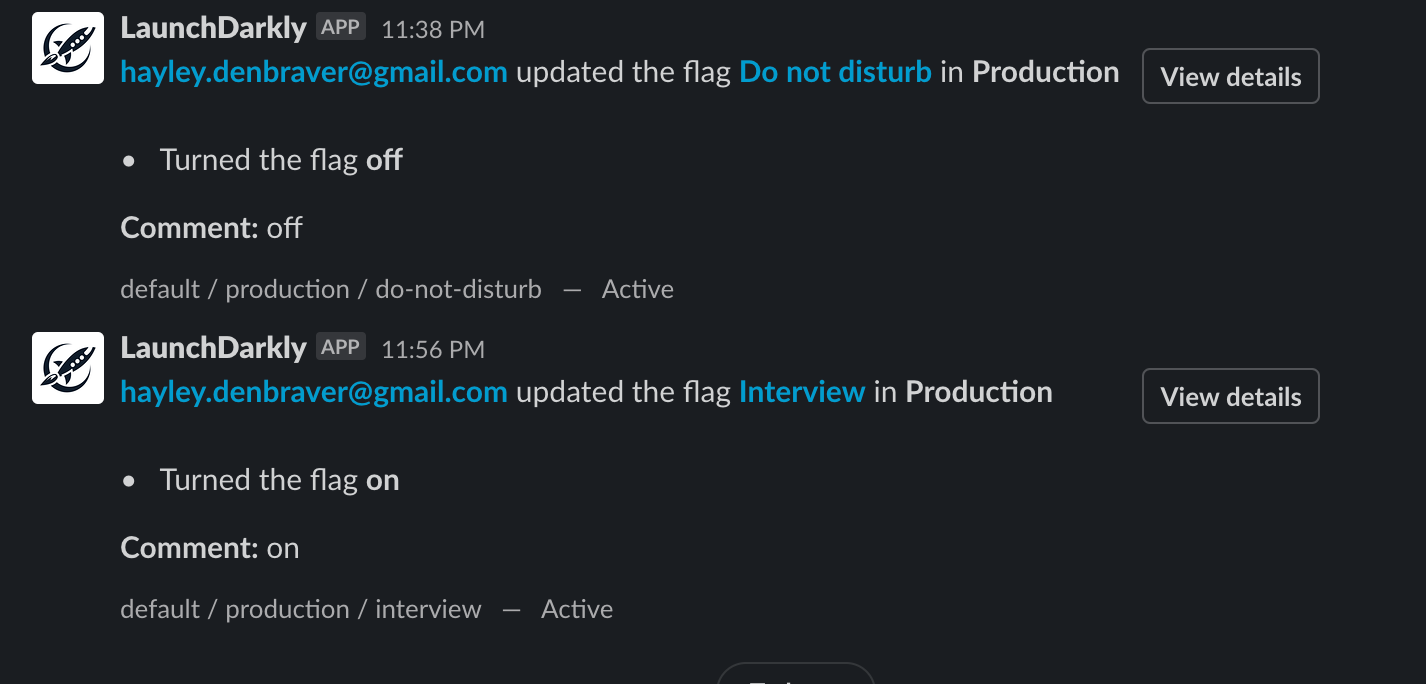 LaunchDarkly APP 11:38 PM
hayley.denbraver@gmail.com updated the flag Do not disturb in Production
View details
• Turned the flag off
Comment: off
default / production / do-not-disturb — Active
LaunchDarkly APP 11:56 PM
hayley.denbraver@gmail.com updated the flag Interview in Production
View details
• Turned the flag on
Comment: on
default / production / interview — Active